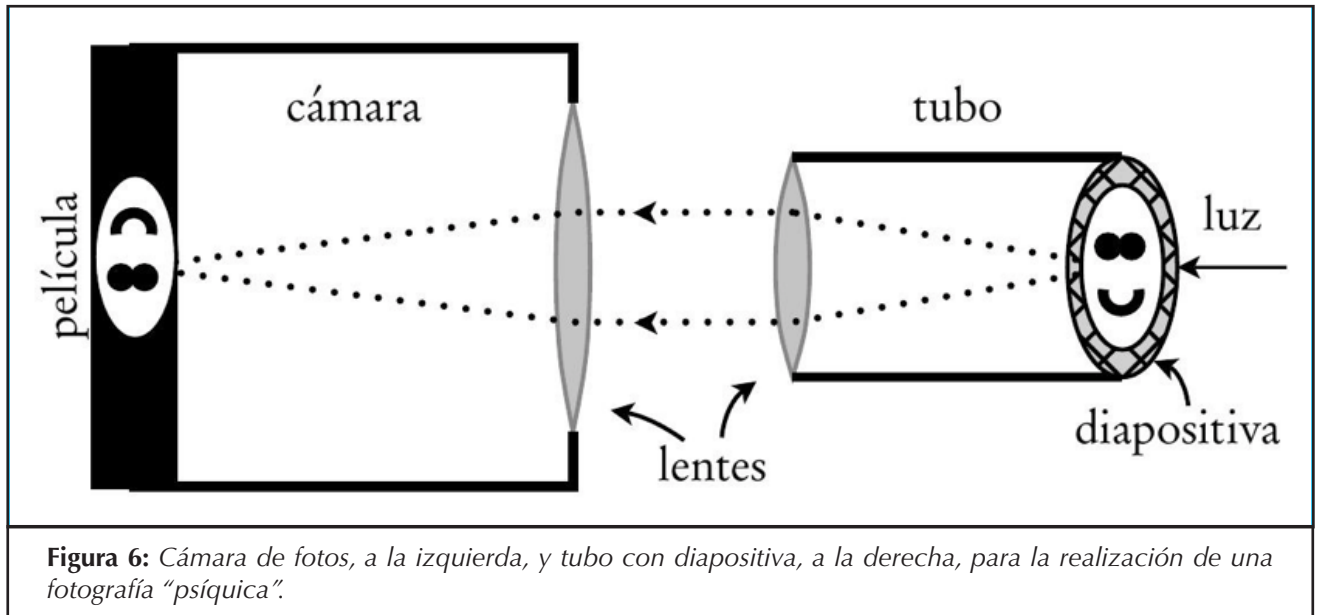 cámara
tubo
película
luz
lentes
diapositiva
Figura 6: Cámara de fotos, a la izquierda, y tubo con diapositiva, a la derecha, para la realización de una
fotografía “psíquica”.